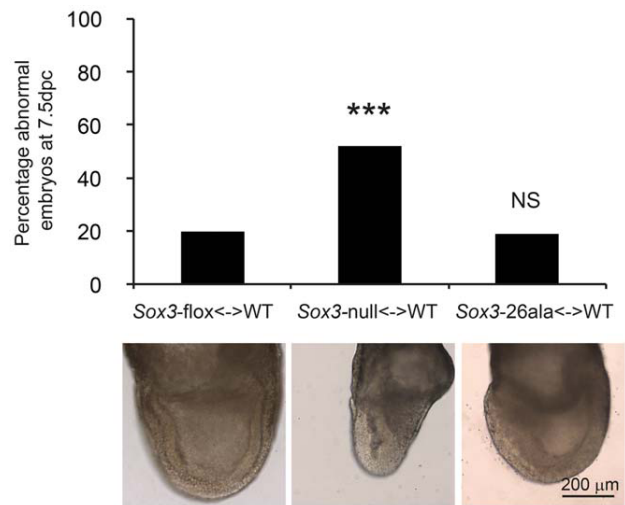 Percentage abnormal
embryos at 7.5dpc
100
80
60
40
20
0
***
NS
Sox3-flox<->WT
Sox3-null<->WT
Sox3-26ala<->WT
200 μm